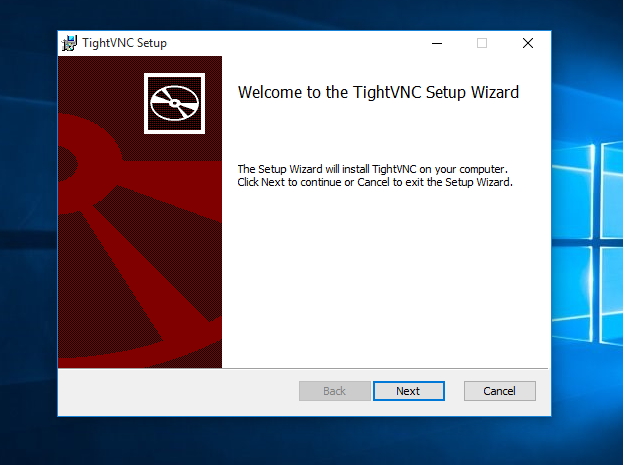 TightVNC Setup
Welcome to the TightVNC Setup Wizard
The Setup Wizard will install TightVNC on your computer.
Click Next to continue or Cancel to exit the Setup Wizard.
Back
Next
Cancel